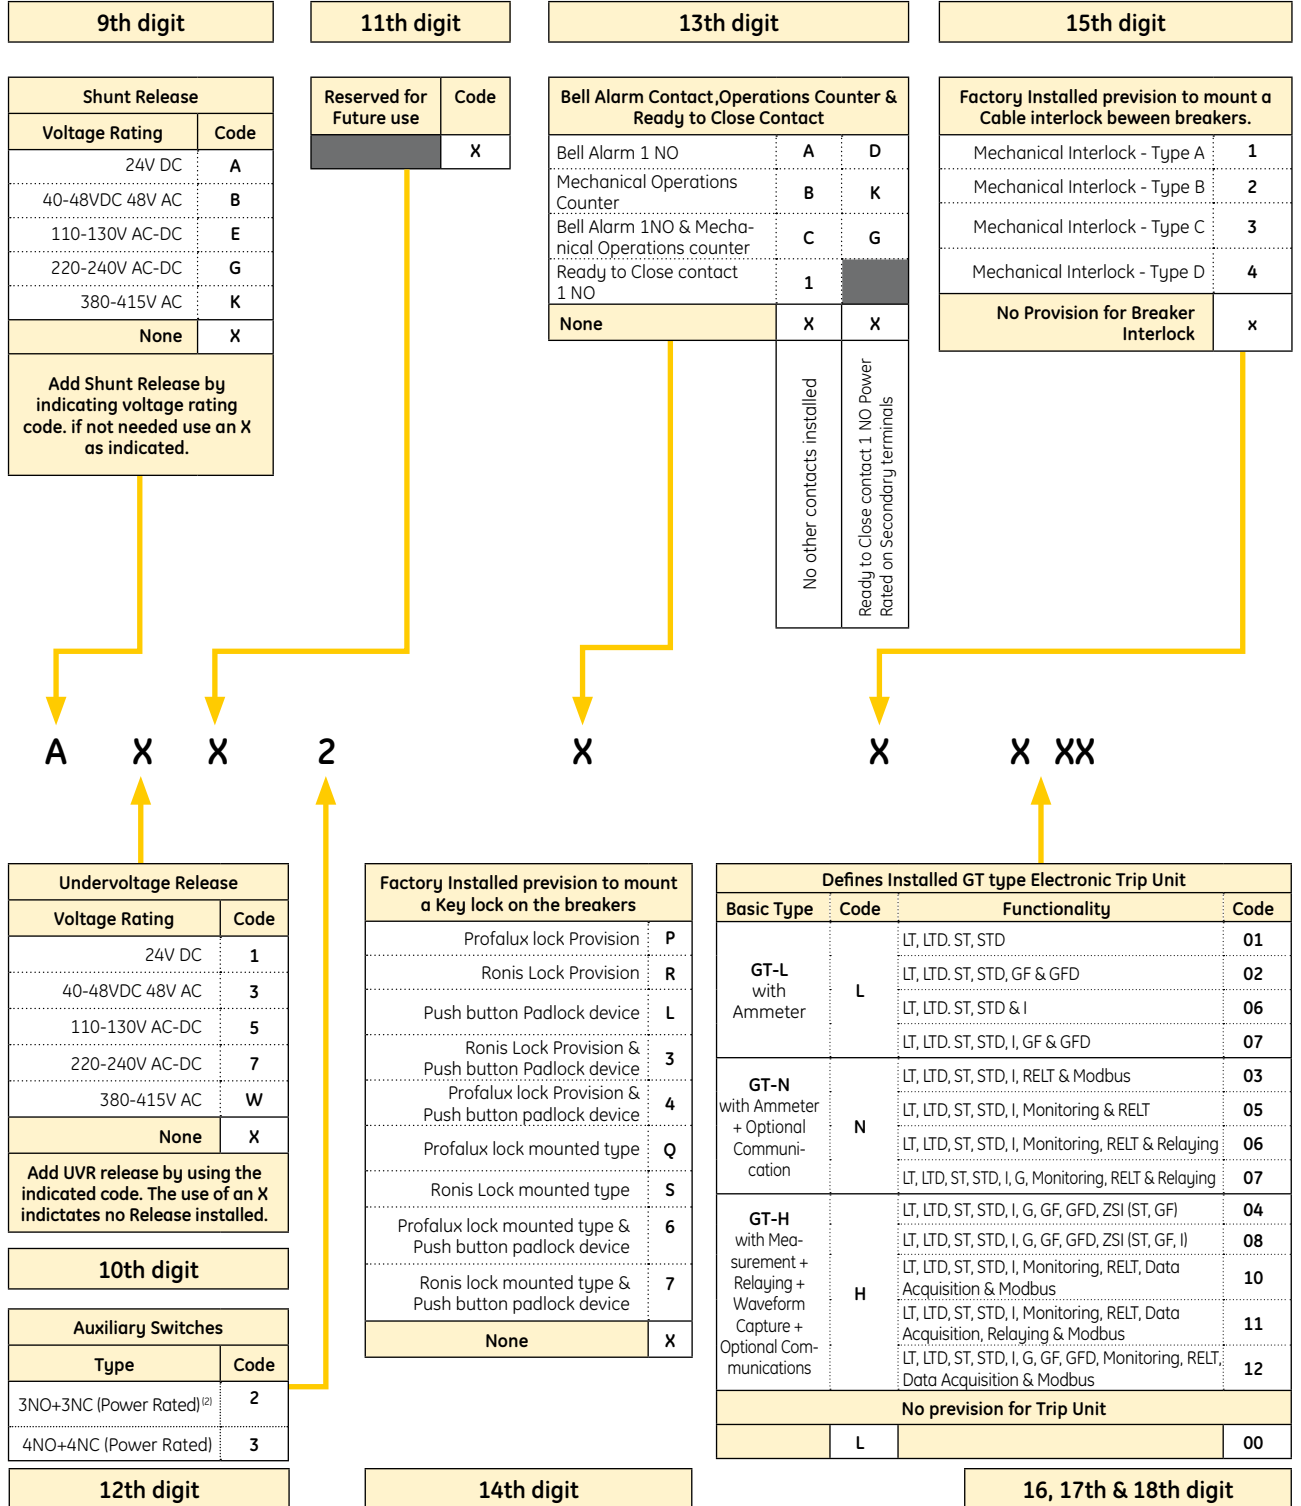 9th digit
11th digit
13th digit
15th digit
Shunt Release
Voltage Rating Code
24V DC A
40-48VDC 48V AC B
110-130V AC-DC E
220-240V AC-DC G
380-415V AC K
None X
Add Shunt Release by
indicating voltage rating
code. if not needed use an X
as indicated.
Reserved for
Future use
Code
X
Bell Alarm Contact,Operations Counter &
Ready to Close Contact
Bell Alarm 1 NO A D
Mechanical Operations
Counter
B K
Bell Alarm 1NO & Mecha-
nical Operations counter
C G
Ready to Close contact
1 NO
1
None X X
No other contacts installed
Ready to Close contact 1 NO Power
Rated on Secondary terminals
Factory Installed prevision to mount a
Cable interlock beween breakers.
Mechanical Interlock - Type A 1
Mechanical Interlock - Type B 2
Mechanical Interlock - Type C 3
Mechanical Interlock - Type D 4
No Provision for Breaker
Interlock
x
A X X 2 X X X XX
Undervoltage Release
Voltage Rating Code
24V DC 1
40-48VDC 48V AC 3
110-130V AC-DC 5
220-240V AC-DC 7
380-415V AC W
None X
Add UVR release by using the
indicated code. The use of an X
indictates no Release installed.
10th digit
Auxiliary Switches
Type Code
3NO+3NC (Power Rated)(2) 2
4NO+4NC (Power Rated) 3
12th digit
Factory Installed prevision to mount
a Key lock on the breakers
Profalux lock Provision P
Ronis Lock Provision R
Push button Padlock device L
Ronis Lock Provision &
Push button Padlock device
3
Profalux lock Provision &
Push button padlock device
4
Profalux lock mounted type Q
Ronis Lock mounted type S
Profalux lock mounted type &
Push button padlock device
6
Ronis lock mounted type &
Push button padlock device
7
None X
14th digit
Defines Installed GT type Electronic Trip Unit
Basic Type Code Functionality Code
GT-L
with
Ammeter
L
LT, LTD. ST, STD 01
LT, LTD. ST, STD, GF & GFD 02
LT, LTD. ST, STD & I 06
LT, LTD. ST, STD, I, GF & GFD 07
GT-N
with Ammeter
+ Optional
Communi-
cation
N
LT, LTD, ST, STD, I, RELT & Modbus 03
LT, LTD, ST, STD, I, Monitoring & RELT 05
LT, LTD, ST, STD, I, Monitoring, RELT & Relaying 06
LT, LTD, ST, STD, I, G, Monitoring, RELT & Relaying 07
GT-H
with Mea-
surement +
Relaying +
Waveform
Capture +
Optional Com-
munications
H
LT, LTD, ST, STD, I, G, GF, GFD, ZSI (ST, GF) 04
LT, LTD, ST, STD, I, G, GF, GFD, ZSI (ST, GF, I) 08
LT, LTD, ST, STD, I, Monitoring, RELT, Data
Acquisition & Modbus
10
LT, LTD, ST, STD, I, Monitoring, RELT, Data
Acquisition, Relaying & Modbus
11
LT, LTD, ST, STD, I, G, GF, GFD, Monitoring, RELT,
Data Acquisition & Modbus
12
No prevision for Trip Unit
L 00
16, 17th & 18th digit